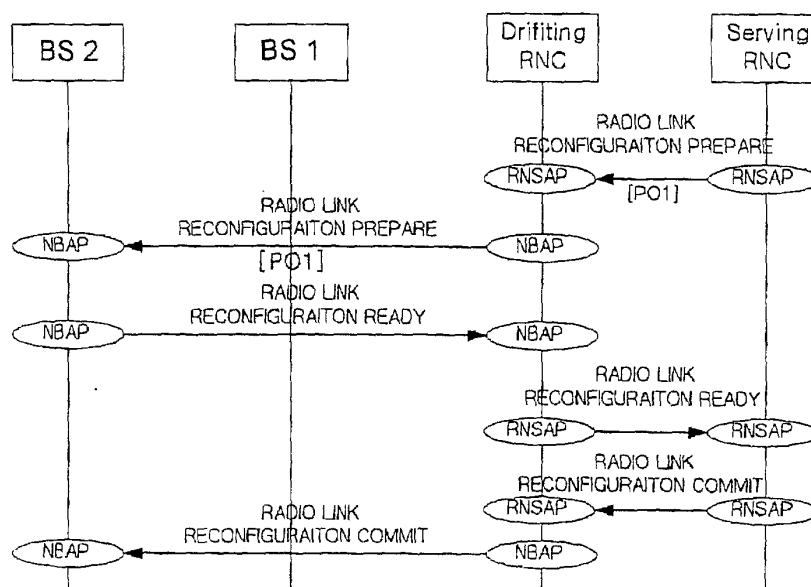 BS 2
BS 1
Drifiting
RNC
Serving
RNC
RADIO LINK
RECONFIGURAITON PREPARE
RNSAP
[PO1]
RNSAP
RADIO LINK
RECONFIGURAITON PREPARE
NBAP
NBAP
[PO1]
RADIO LINK
RECONFIGURAITON READY
NBAP
NBAP
RADIO LINK
RECONFIGURAITON READY
RNSAP
RNSAP
RADIO LINK
RECONFIGURAITON COMMIT
RNSAP
RNSAP
RADIO LINK
RECONFIGURAITON COMMIT
NBAP
NBAP